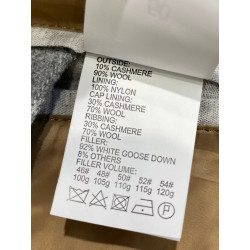 OUTSIDE:
10% CASHMERE
90% WOOL
LINING:
100% NYLON
CAP LINING:
30% CASHMERE
70% WOOL
RIBBING:
30% CASHMERE
70% WOOL
FILLER:
92% WHITE GOOSE DOWN
8% OTHERS
FILLER VOLUME
46# 48# 50# 52# 54#
100g 105g 110g 115g 120g